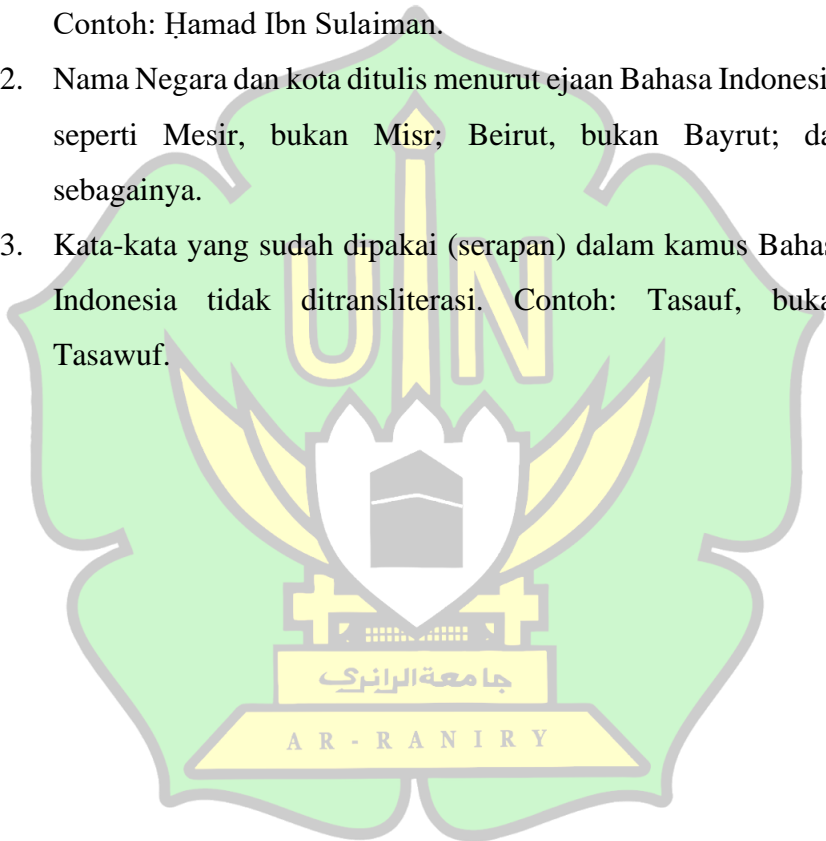 Contoh: Ḥamad Ibn Sulaiman.
2. Nama Negara dan kota ditulis menurut ejaan Bahasa Indonesi
seperti Mesir, bukan Misr; Beirut, bukan Bayrut; da
sebagainya.
3. Kata-kata yang sudah dipakai (serapan) dalam kamus Bahas
Indonesia tidak ditransliterasi. Contoh: Tasauf, buka
Tasawuf.
UIN
جامعةالرانري
AR-RANIRY